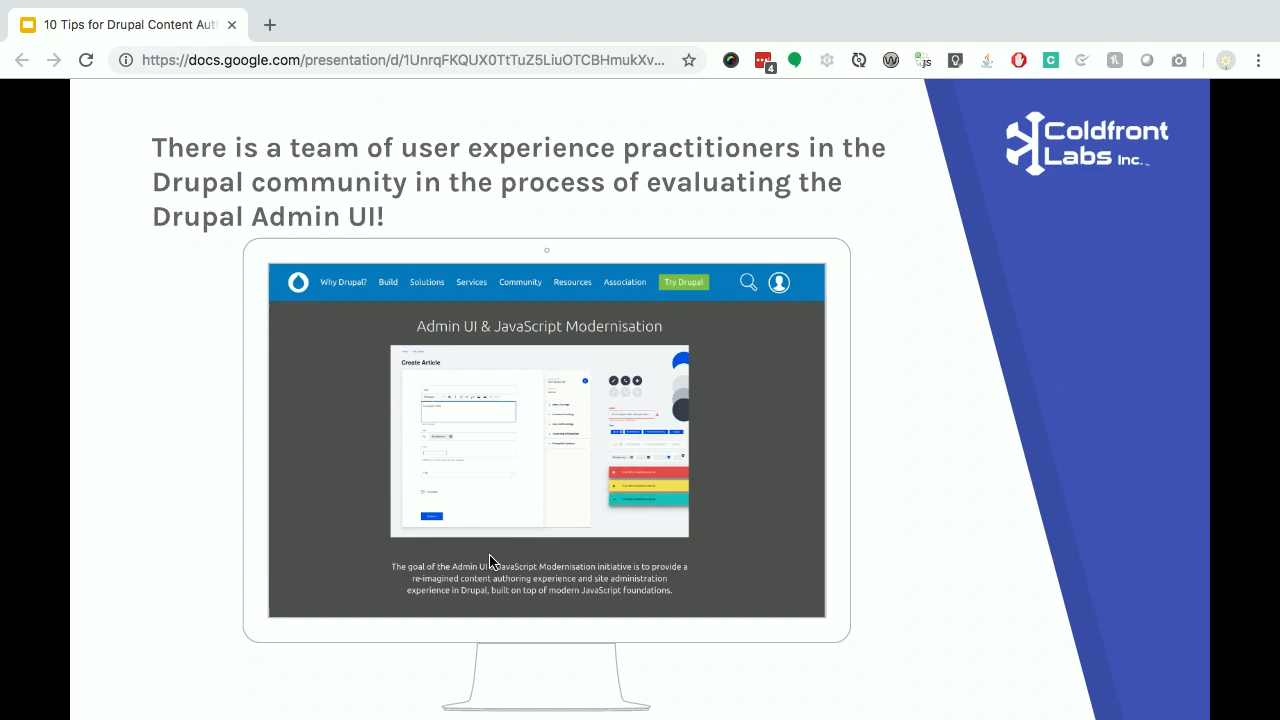 10 Tips for Drupal Content Aut
https://docs.google.com/presentation/d/1UnrqFKQUX0TtTuZ5LiuOTCBHmukXv...
4
js
C
There is a team of user experience practitioners in the
Drupal community in the process of evaluating the
Drupal Admin UI!
Coldfront
Labs Inc.
Why Drupal? Build Solutions Services Community Resources Association Try Drupal
Admin UI & JavaScript Modernisation
Create Article
The goal of the Admin UI & JavaScript Modernisation initiative is to provide a
re-imagined content authoring experience and site administration
experience in Drupal, built on top of modern JavaScript foundations.